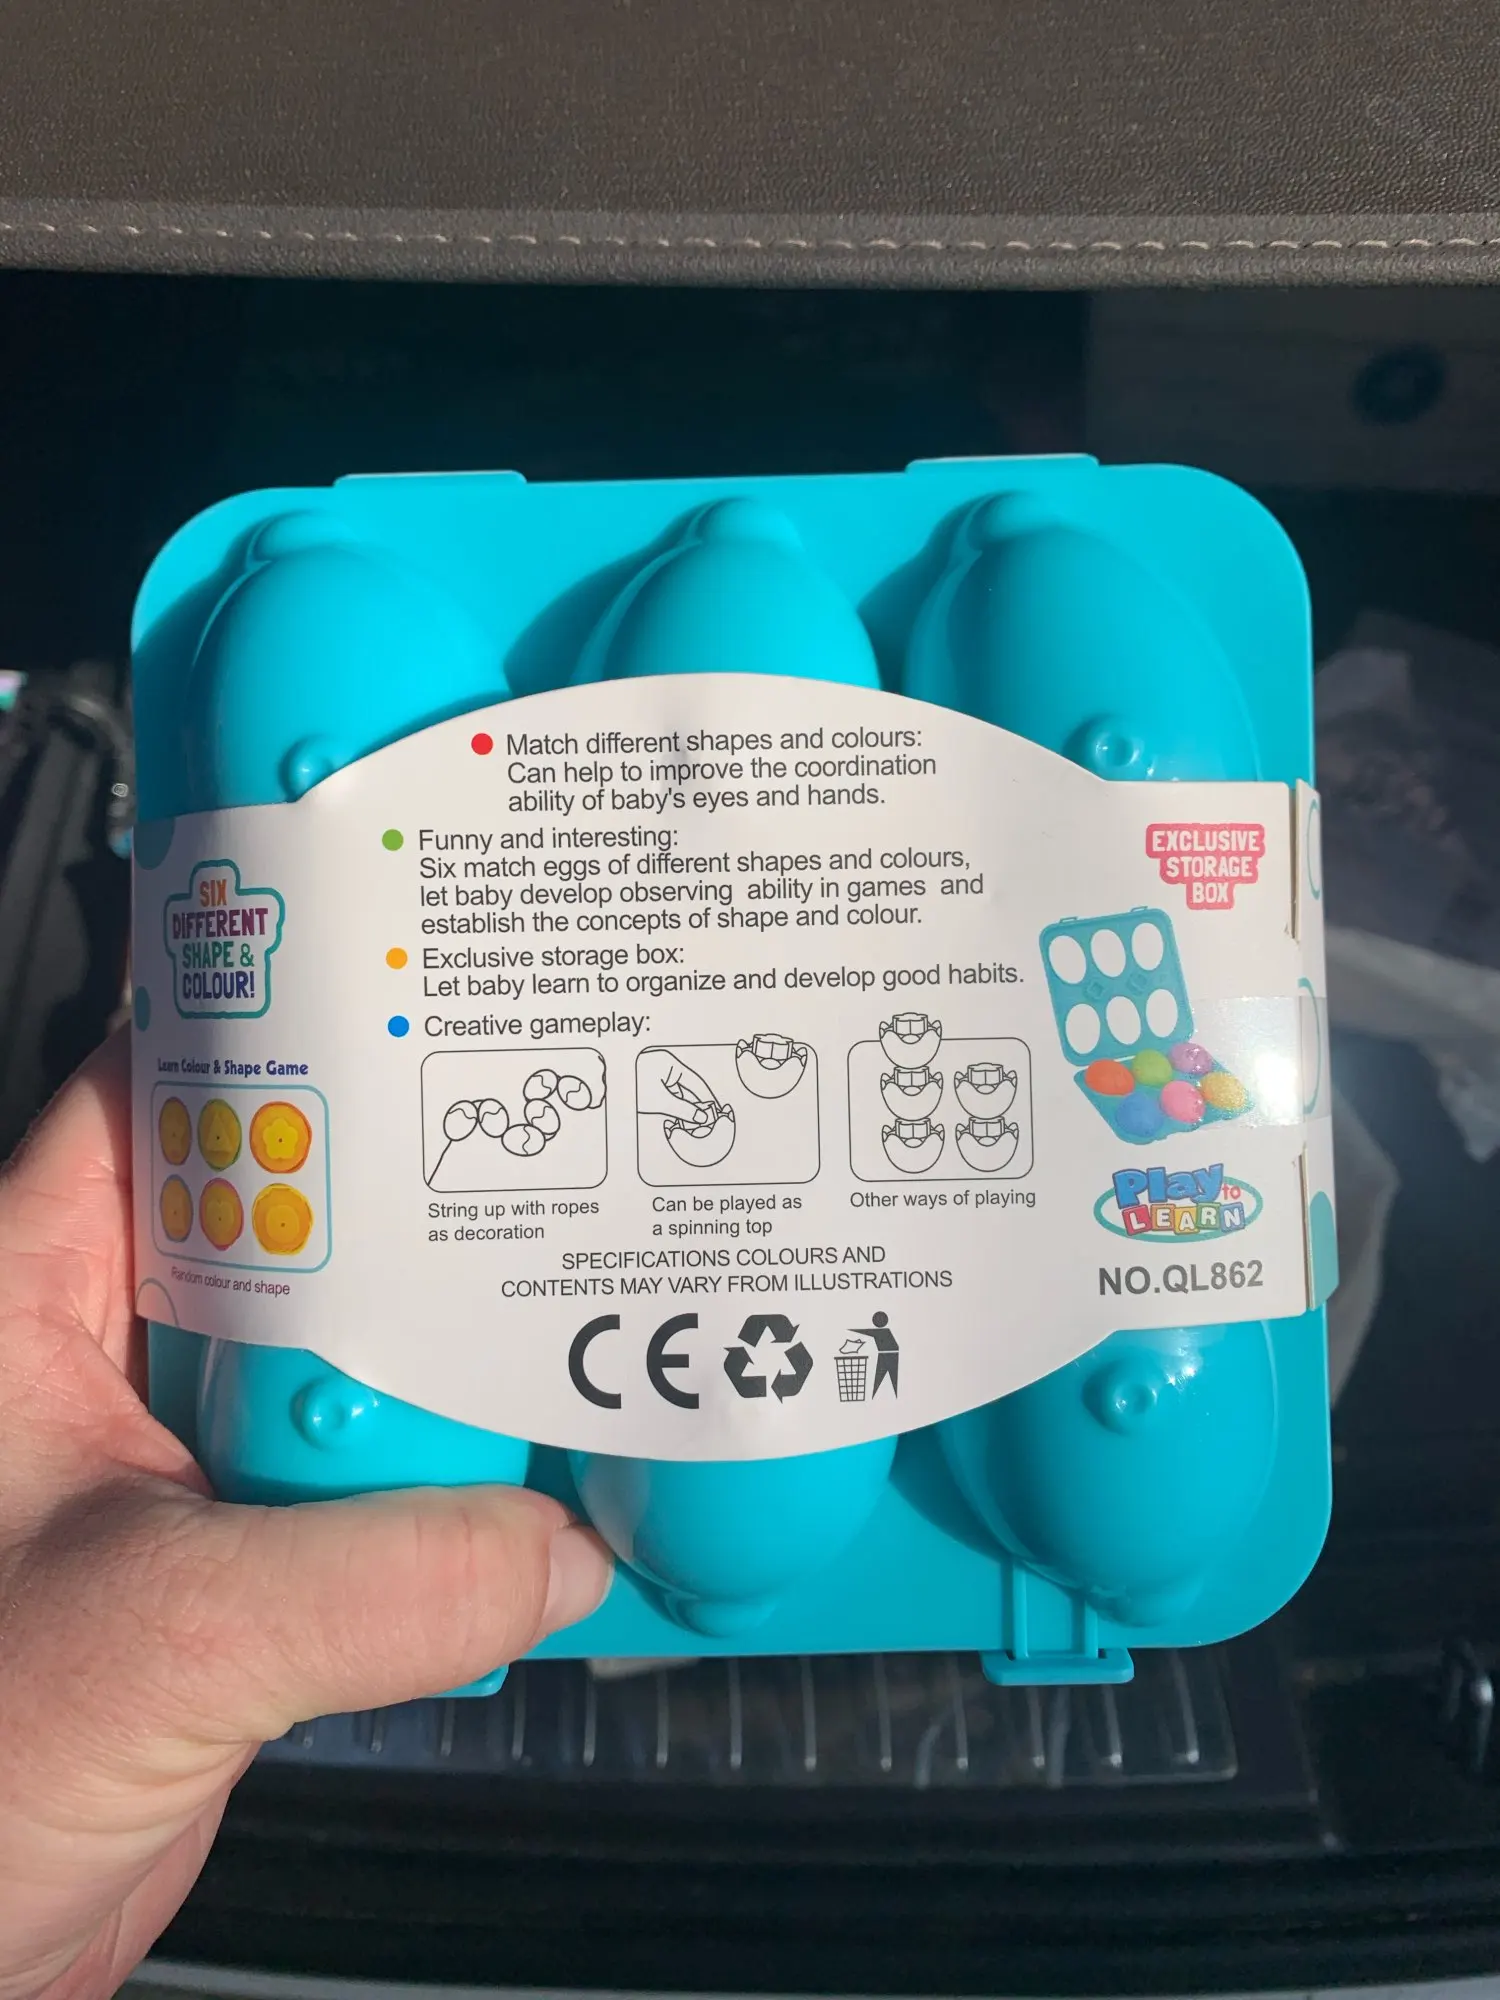 Match different shapes and colours:
Can help to improve the coordination
ability of baby's eyes and hands.
Funny and interesting:
Six match eggs of different shapes and colours,
let baby develop observing ability in games and
establish the concepts of shape and colour.
Exclusive storage box:
Let baby learn to organize and develop good habits.
Creative gameplay:
String up with ropes
as decoration
Can be played as
a spinning top
Other ways of playing
SPECIFICATIONS COLOURS AND
CONTENTS MAY VARY FROM ILLUSTRATIONS
CE
SIX
DIFFERENT
SHAPE &
COLOUR!
Learn Colour & Shape Game
Random colour and shape
EXCLUSIVE
STORAGE
BOX
Play to
LEARN
NO.QL862